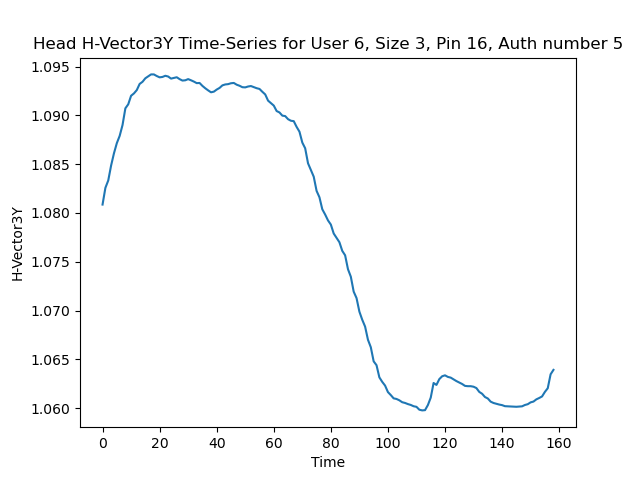 Head H-Vector3Y Time-Series for User 6, Size 3, Pin 16, Auth number 5
1.095
1.090
1.085
1.080
1.075
1.070
1.065
1.060
H-Vector3Y
0 20 40 60 80 100 120 140 160
Time